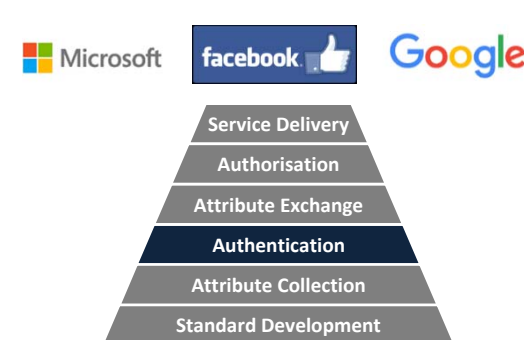 Microsoft facebook. Google
Service Delivery
Authorisation
Attribute Exchange
Authentication
Attribute Collection
Standard Development